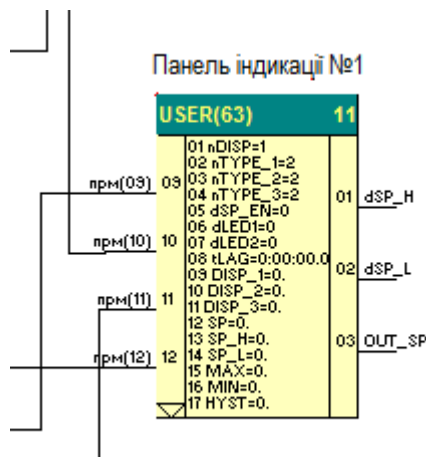 Панель індикації №1
USER(63) 11
01 nDISP=1
02 nTYPE_1=2
прм(09) 09 03 nTYPE_2=2
04 nTYPE_3=2 01 dSP_H
05 dSP_EN=0
06 dLED1=0
прм(10) 10 07 dLED2=0
08 tLAG=0:00:00.0
09 DISP_1=0. 02 dSP_L
10 DISP_2=0.
прм(11) 11 11 DISP_3=0.
12 SP=0.
13 SP_H=0. 03 OUT_SP
прм(12) 12 14 SP_L=0.
15 MAX=0.
16 MIN=0.
17 HYST=0.